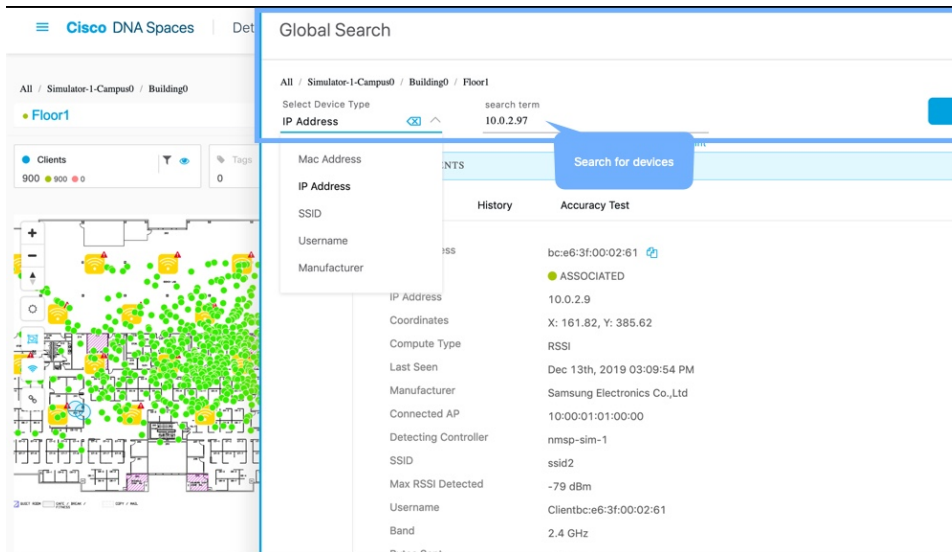 Cisco DNA Spaces
Det
Global Search
All / Simulator-1-Campus0 / Building0
Floor1
Clients
900 900 0
Tags
0
All / Simulator-1-Campus0 / Building0 / Floor1
Select Device Type
IP Address
search term
10.0.2.97
Search for devices
Mac Address
IP Address
SSID
Username
Manufacturer
NTS
History
Accuracy Test
ess
bc:e6:3f:00:02:61
ASSOCIATED
IP Address
10.0.2.9
Coordinates
X: 161.82, Y: 385.62
Compute Type
RSSI
Last Seen
Dec 13th, 2019 03:09:54 PM
Manufacturer
Samsung Electronics Co.,Ltd
Connected AP
10:00:01:01:00:00
Detecting Controller
nmsp-sim-1
SSID
ssid2
Max RSSI Detected
-79 dBm
Username
Clientbc:e6:3f:00:02:61
Band
2.4 GHz